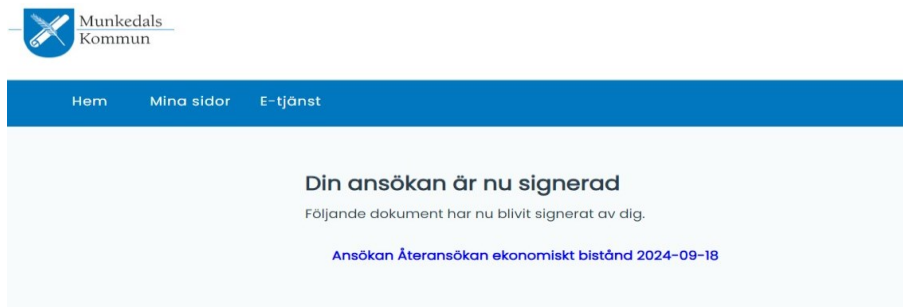 Munkedals
Kommun
Hem Mina sidor E-tjänst
Din ansökan är nu signerad
Följande dokument har nu blivit signerat av dig.
Ansökan Återansökan ekonomiskt bistånd 2024-09-18